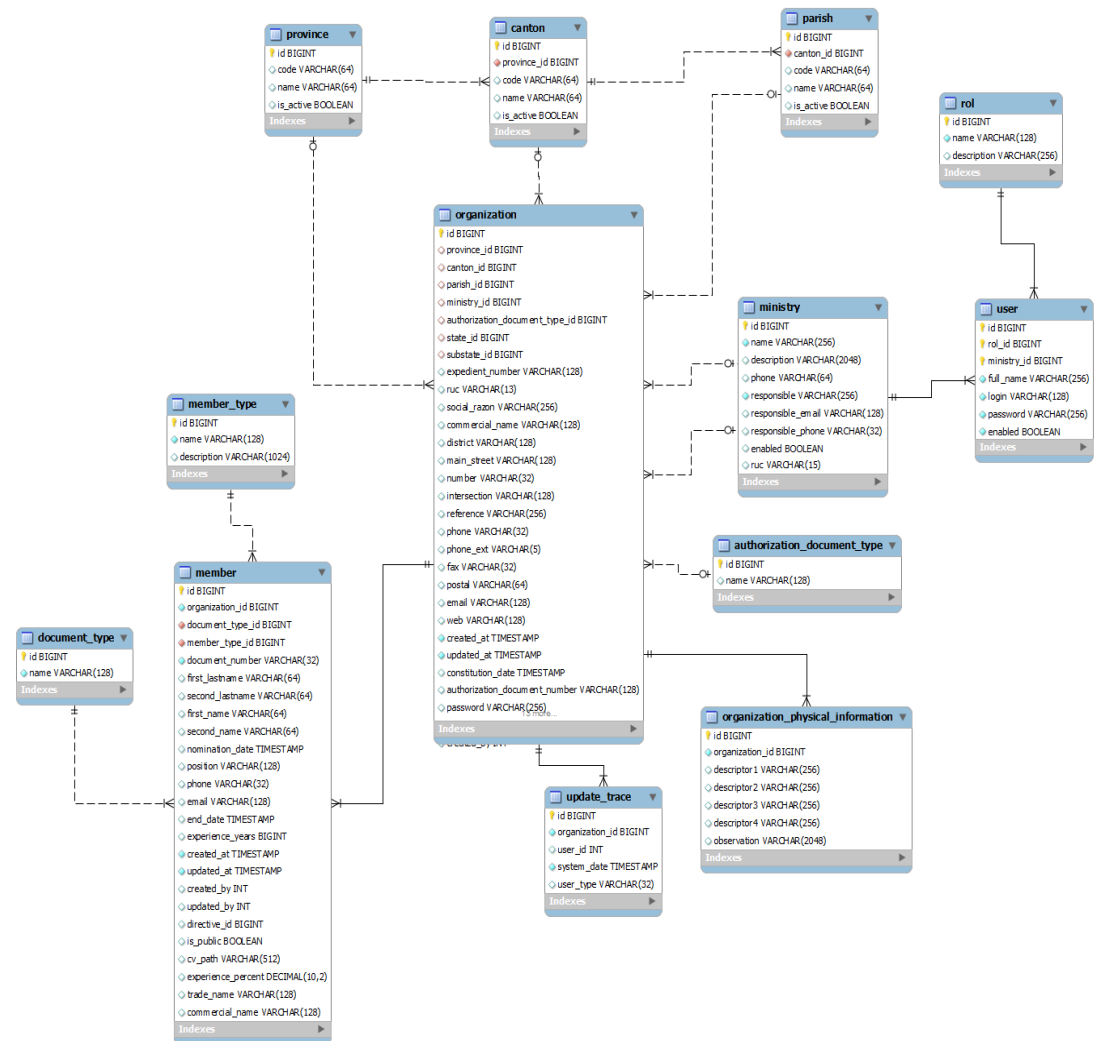 province
id BIGINT
code VARCHAR(64)
name VARCHAR(64)
is_active BOOLEAN
Indexes
canton
id BIGINT
province_id BIGINT
code VARCHAR(64)
name VARCHAR(64)
is_active BOOLEAN
Indexes
parish
id BIGINT
canton_id BIGINT
code VARCHAR(64)
name VARCHAR(64)
is_active BOOLEAN
Indexes
rol
id BIGINT
name VARCHAR(128)
description VARCHAR(256)
Indexes
organization
id BIGINT
province_id BIGINT
canton_id BIGINT
parish_id BIGINT
ministry_id BIGINT
authorization_document_type_id BIGINT
state_id BIGINT
substate_id BIGINT
expedient_number VARCHAR(128)
ruc VARCHAR(13)
social_razon VARCHAR(256)
commercial_name VARCHAR(128)
district VARCHAR(128)
main_street VARCHAR(128)
number VARCHAR(32)
intersection VARCHAR(128)
reference VARCHAR(256)
phone VARCHAR(32)
phone_ext VARCHAR(5)
fax VARCHAR(32)
postal VARCHAR(64)
email VARCHAR(128)
web VARCHAR(128)
created_at TIMESTAMP
updated_at TIMESTAMP
constitution_date TIMESTAMP
authorization_document_number VARCHAR(128)
password VARCHAR(256)
Indexes
ministry
id BIGINT
name VARCHAR(256)
description VARCHAR(2048)
phone VARCHAR(64)
responsible VARCHAR(256)
responsible_email VARCHAR(128)
responsible_phone VARCHAR(32)
enabled BOOLEAN
ruc VARCHAR(15)
Indexes
user
id BIGINT
rol_id BIGINT
ministry_id BIGINT
full_name VARCHAR(256)
login VARCHAR(128)
password VARCHAR(256)
enabled BOOLEAN
Indexes
member_type
id BIGINT
name VARCHAR(128)
description VARCHAR(1024)
Indexes
authorization_document_type
id BIGINT
name VARCHAR(128)
Indexes
document_type
id BIGINT
name VARCHAR(128)
Indexes
member
id BIGINT
organization_id BIGINT
document_type_id BIGINT
member_type_id BIGINT
document_number VARCHAR(32)
first_lastname VARCHAR(64)
second_lastname VARCHAR(64)
first_name VARCHAR(64)
second_name VARCHAR(64)
nomination_date TIMESTAMP
position VARCHAR(128)
phone VARCHAR(32)
email VARCHAR(128)
end_date TIMESTAMP
experience_years BIGINT
created_at TIMESTAMP
updated_at TIMESTAMP
created_by INT
updated_by INT
directive_id BIGINT
is_public BOOLEAN
cv_path VARCHAR(512)
experience_percent DECIMAL(10,2)
trade_name VARCHAR(128)
commercial_name VARCHAR(128)
Indexes
update_trace
id BIGINT
organization_id BIGINT
user_id INT
system_date TIMESTAMP
user_type VARCHAR(32)
Indexes
organization_physical_information
id BIGINT
organization_id BIGINT
descriptor1 VARCHAR(256)
descriptor2 VARCHAR(256)
descriptor3 VARCHAR(256)
descriptor4 VARCHAR(256)
observation VARCHAR(2048)
Indexes